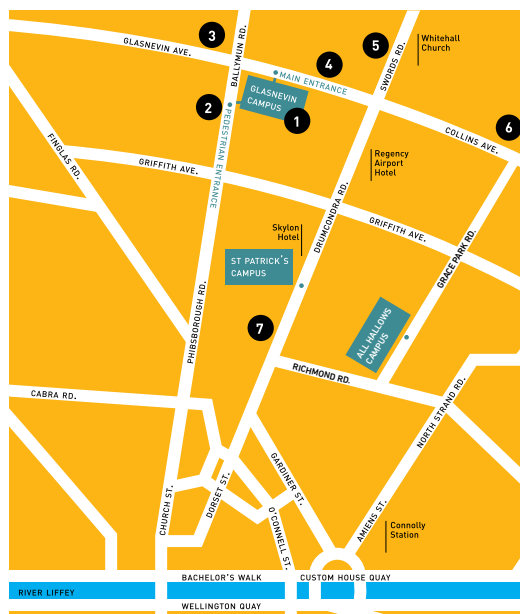 3
GLASNEVIN AVE.
BALLYMUN RD.
4
5
SWORDS RD.
Whitehall
Church
MAIN ENTRANCE
GLASNEVIN
CAMPUS
2
1
PEDESTRIAN ENTRANCE
COLLINS AVE.
6
FINGLAS RD.
GRIFFITH AVE.
Regency
Airport
Hotel
DRUMCONDRA RD.
GRIFFITH AVE.
Skylon
Hotel
ST PATRICK'S
CAMPUS
GRACE PARK RD.
PHIBSBOROUGH RD.
7
ALL HALLOWS
CAMPUS
RICHMOND RD.
CABRA RD.
NORTH STRAND RD.
GARDINER ST.
CHURCH ST.
DORSET ST.
O'CONNELL ST.
AMIENS ST.
Connolly
Station
BACHELOR'S WALK
CUSTOM HOUSE QUAY
RIVER LIFFEY
WELLINGTON QUAY